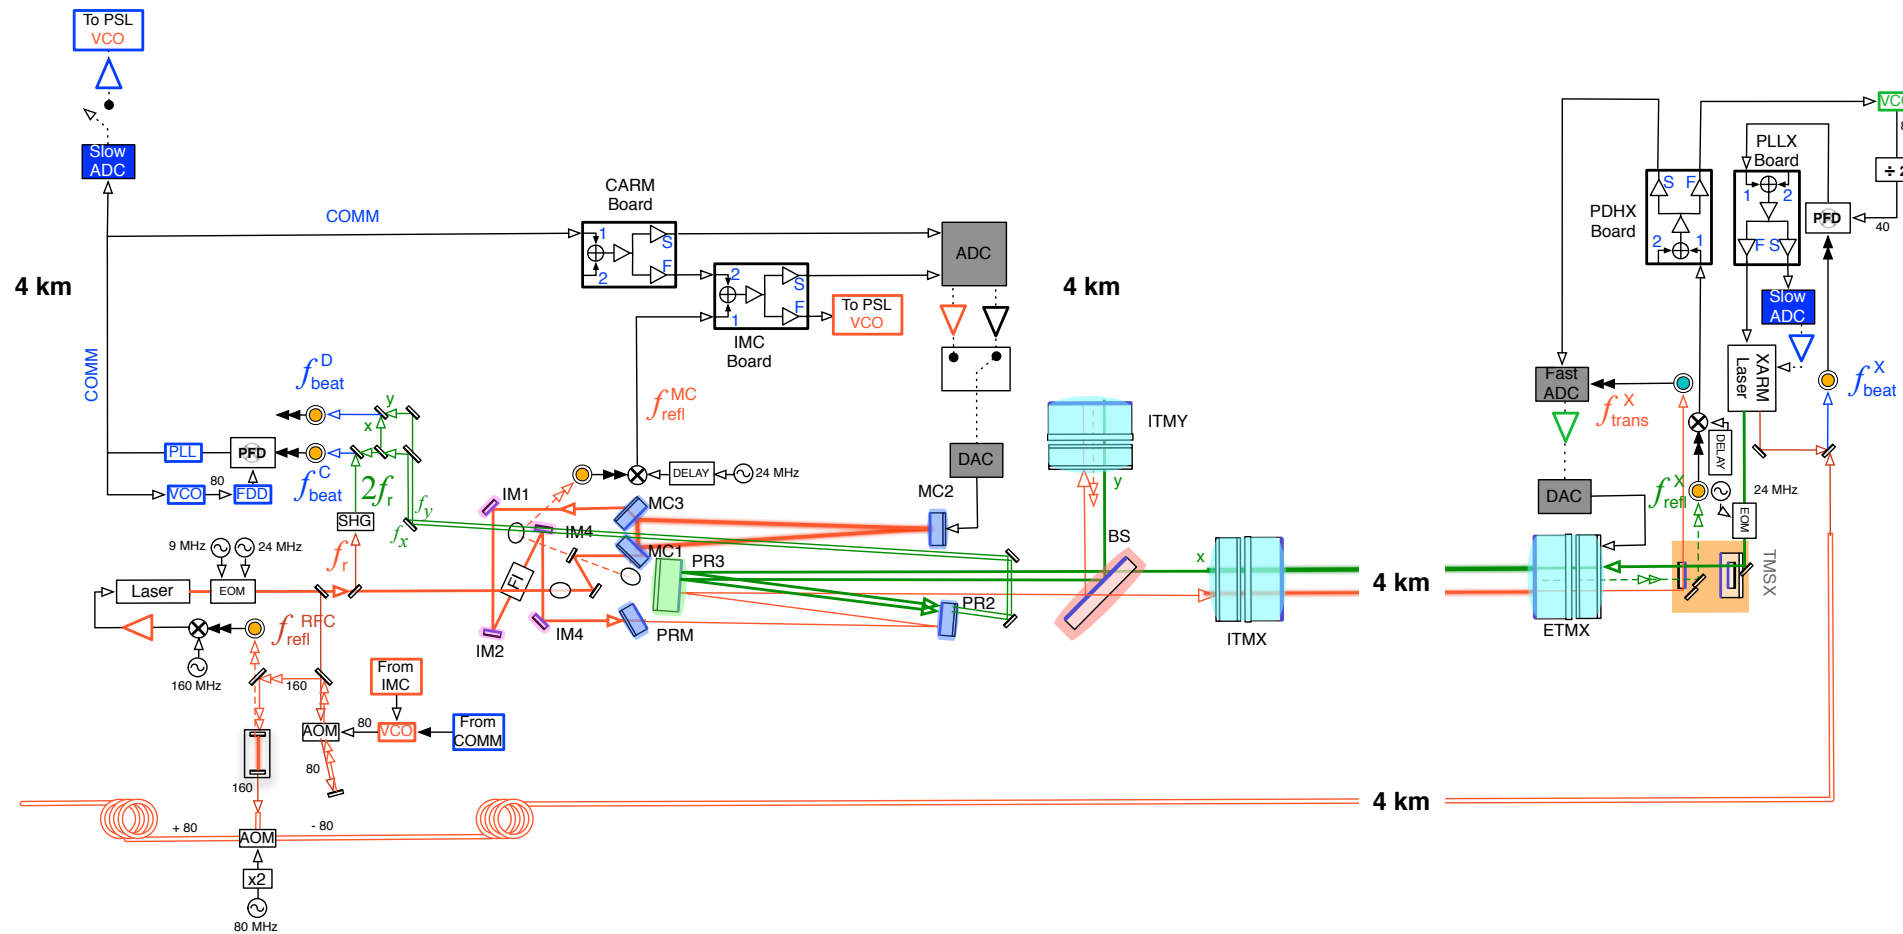 To PSL
VCO
Slow
ADC
COMM
4 km
COMM
CARM
Board
1
2
S
F
2
1
S
F
IMC
Board
To PSL
VCO
ADC
4 km
DAC
MC2
f beat D
f beat C
y
x
PLL
PFD
80
VCO
FDD
2f r
SHG
f y
f x
f r
f refl MC
DELAY
24 MHz
9 MHz
24 MHz
Laser
EOM
f refl RFC
160 MHz
160
From
IMC
AOM
80
VCO
From
COMM
80
160
+ 80
- 80
AOM
x2
80 MHz
IM1
IM4
FI
IM2
IM4
MC3
MC1
PR3
PRM
PR2
ITMY
y
BS
x
ITMX
4 km
4 km
PDHX
Board
S
F
2
1
PLLX
Board
1
2
F
S
PFD
40
÷ 2
Slow
ADC
XARM
Laser
f beat X
Fast
ADC
f trans X
DELAY
f refl X
24 MHz
EOM
DAC
ETMX
TMSX